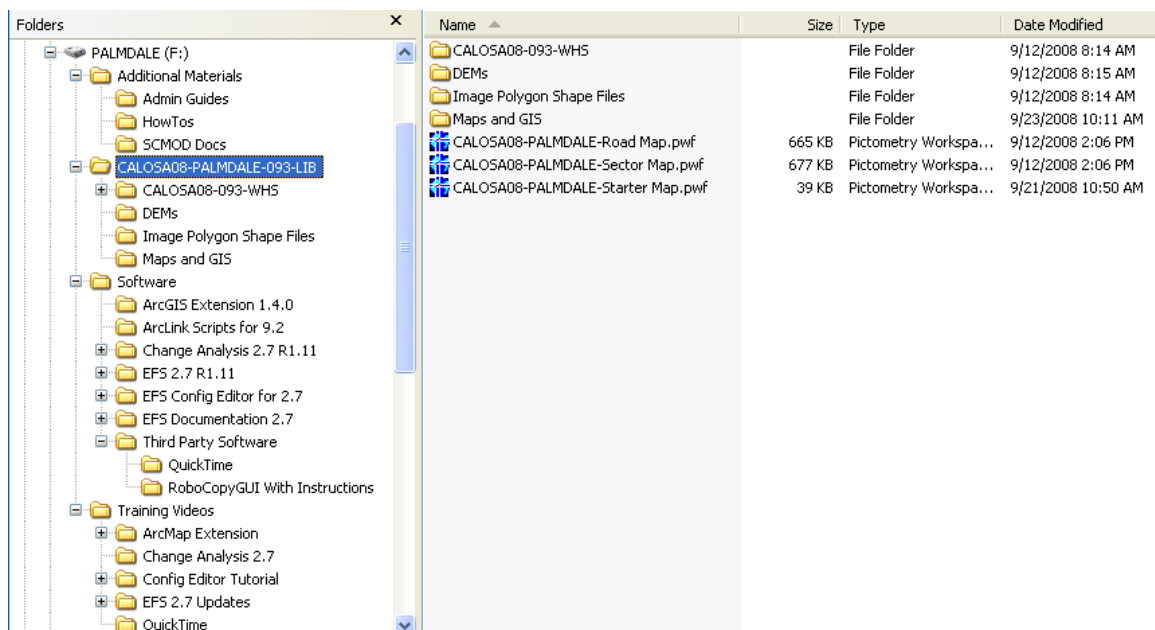 Folders
x
PALMDALE (F:)
Additional Materials
Admin Guides
HowTos
SCMOD Docs
CALOSA08-PALMDALE-093-LIB
CALOSA08-093-WHS
DEMs
Image Polygon Shape Files
Maps and GIS
Software
ArcGIS Extension 1.4.0
ArcLink Scripts for 9.2
Change Analysis 2.7 R1.11
EFS 2.7 R1.11
EFS Config Editor for 2.7
EFS Documentation 2.7
Third Party Software
QuickTime
RoboCopyGUI With Instructions
Training Videos
ArcMap Extension
Change Analysis 2.7
Config Editor Tutorial
EFS 2.7 Updates
QuickTime
Name Size Type Date Modified
CALOSA08-093-WHS File Folder 9/12/2008 8:14 AM
DEMs File Folder 9/12/2008 8:15 AM
Image Polygon Shape Files File Folder 9/12/2008 8:14 AM
Maps and GIS File Folder 9/23/2008 10:11 AM
CALOSA08-PALMDALE-Road Map.pwf 665 KB Pictometry Workspa... 9/12/2008 2:06 PM
CALOSA08-PALMDALE-Sector Map.pwf 677 KB Pictometry Workspa... 9/12/2008 2:06 PM
CALOSA08-PALMDALE-Starter Map.pwf 39 KB Pictometry Workspa... 9/21/2008 10:50 AM